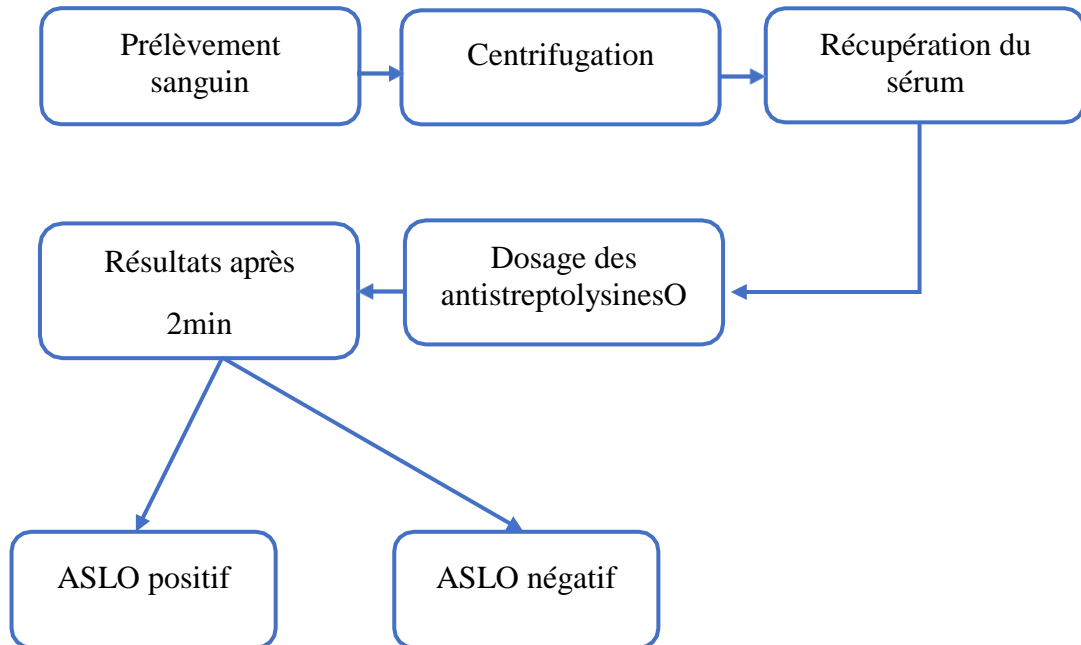 Prélèvement
sanguin
Centrifugation
Récupération du
sérum
Dosage des
antistreptolysinesO
Résultats après
2min
ASLO positif
ASLO négatif